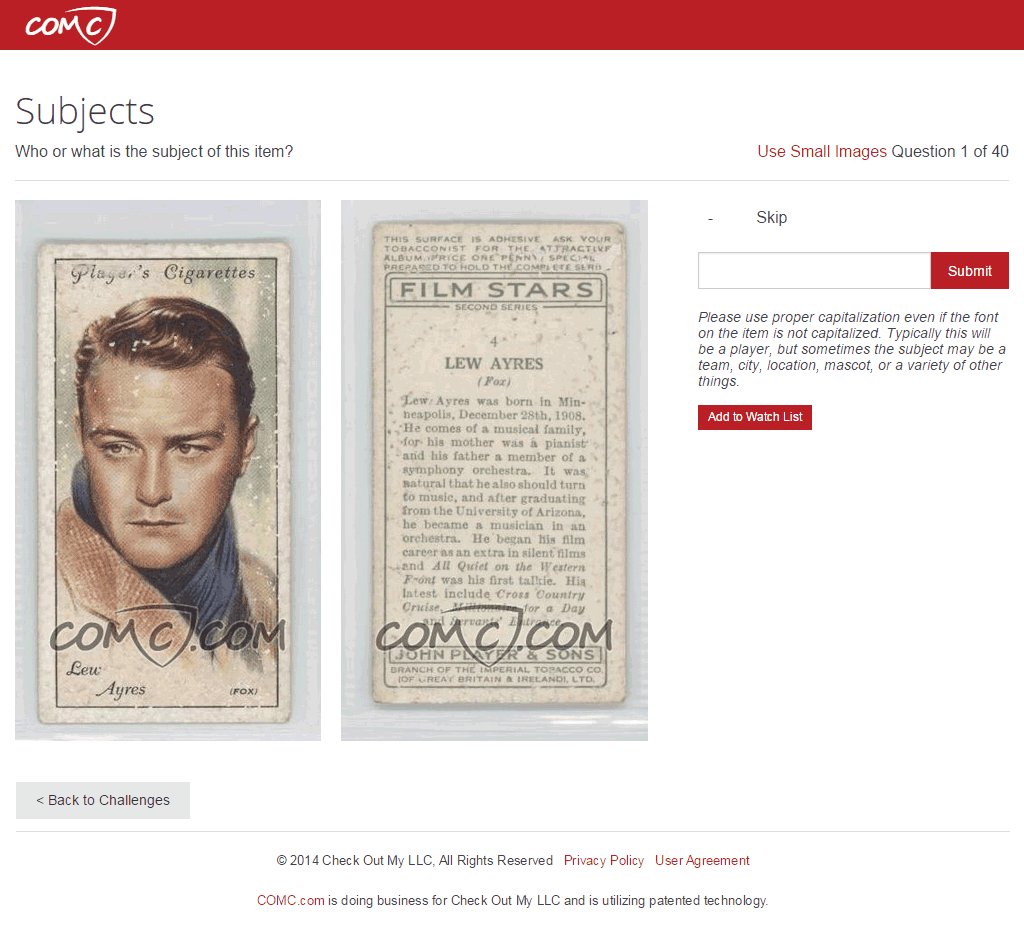 COMC
Subjects
Who or what is the subject of this item?
Use Small Images Question 1 of 40
Player's Cigarettes
COMC.COM
Lew
Ayres
(FOX)
THIS SURFACE IS ADHESIVE. ASK YOUR
TOBACCONIST FOR THE ATTRACTIVE
ALBUM (PRICE ONE PENNY) SPECIAL
PREPARED TO HOLD THE COMPLETE SERI
FILM STARS
SECOND SERIES
4
LEW AYRES
(Fox)
Lew Ayres was born in Min-
neapolis, December 28th, 1908.
He comes of a musical family,
for his mother was a pianist
and his father a member of a
symphony orchestra. It was
natural that he also should turn
to music, and after graduating
from the University of Arizona,
he became a musician in an
orchestra. He began his film
career as an extra in silent films
and All Quiet on the Western
Front was his first talkie. His
latest include Cross Country
Cruise, Millionaire for a Day
and Servants' Entrance.
COMC.COM
JOHN PLAYER & SONS
BRANCH OF THE IMPERIAL TOBACCO CO.
(OF GREAT BRITAIN & IRELAND), LTD.
- Skip
Submit
Please use proper capitalization even if the font
on the item is not capitalized. Typically this will
be a player, but sometimes the subject may be a
team, city, location, mascot, or a variety of other
things.
Add to Watch List
< Back to Challenges
© 2014 Check Out My LLC, All Rights Reserved Privacy Policy User Agreement
COMC.com is doing business for Check Out My LLC and is utilizing patented technology.